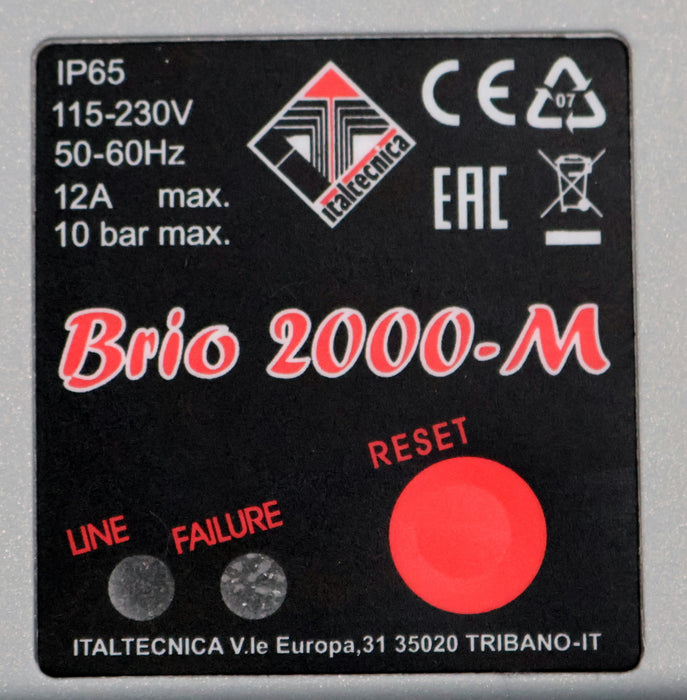 IP65
115-230V
50-60Hz
12A max.
10 bar max.
Italtecnica
CE
07
EAC
Brio 2000-M
RESET
LINE
FAILURE
ITALTECNICA V.le Europa,31 35020 TRIBANO-IT